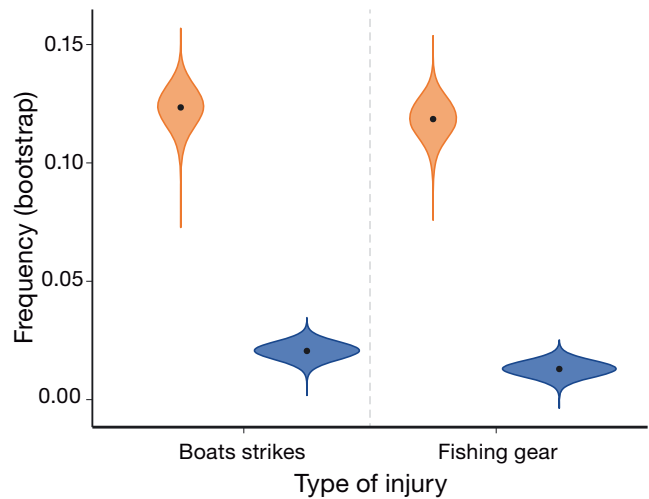 Frequency (bootstrap)
0.15
0.10
0.05
0.00
Boats strikes
Fishing gear
Type of injury